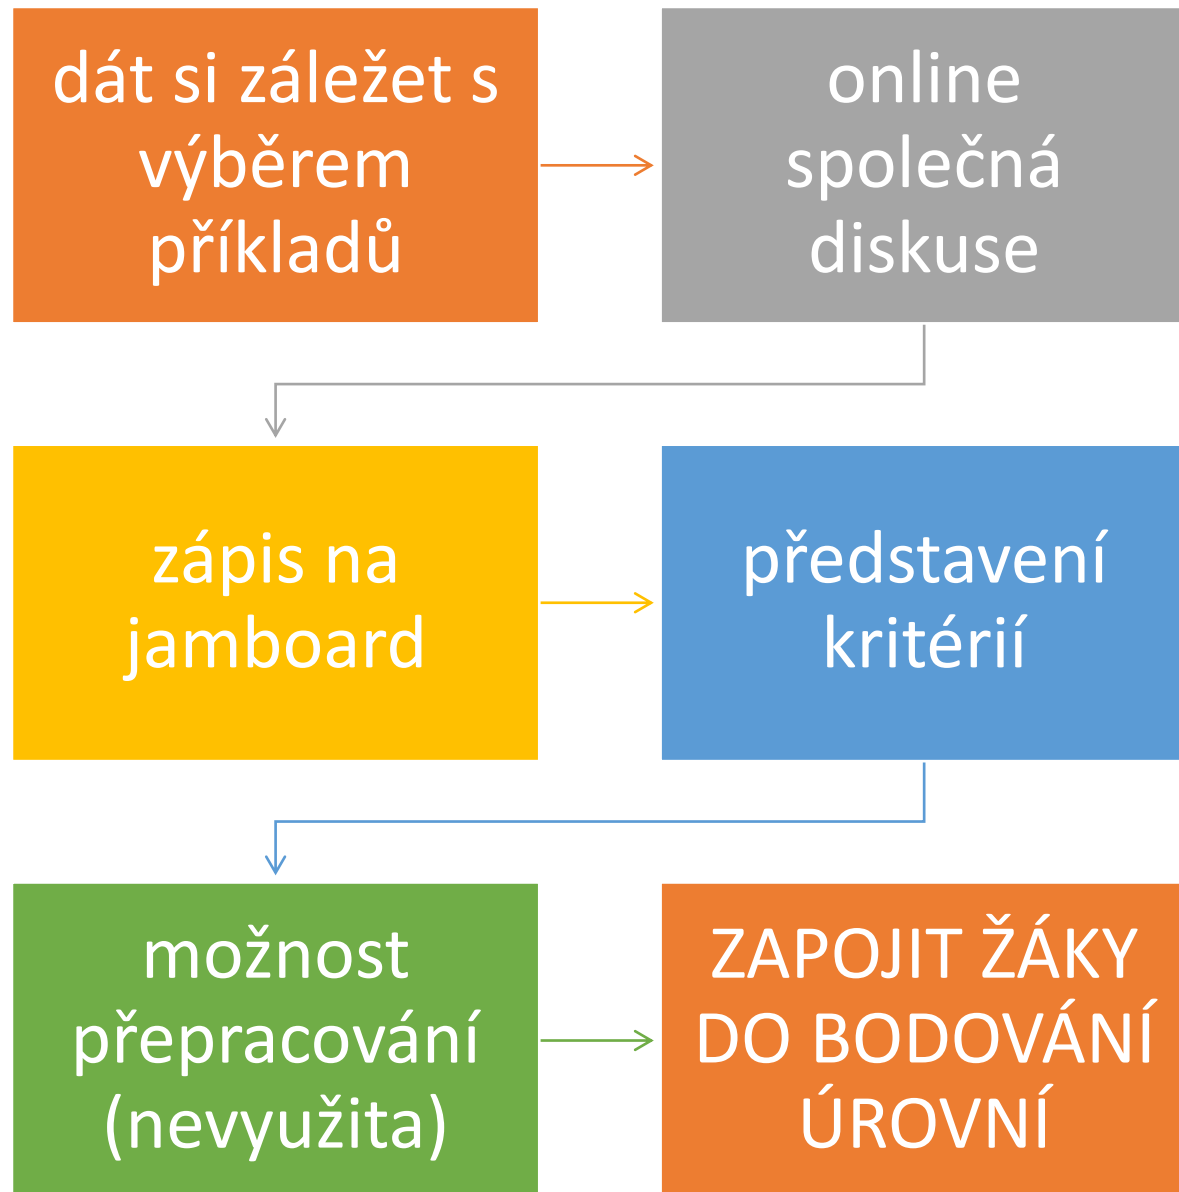 dát si záležet s
výběrem
příkladů
online
společná
diskuse
zápis na
jamboard
představení
kritérií
možnost
přepracování
(nevyužita)
ZAPOJIT ŽÁKY
DO BODOVÁNÍ
ÚROVNÍ